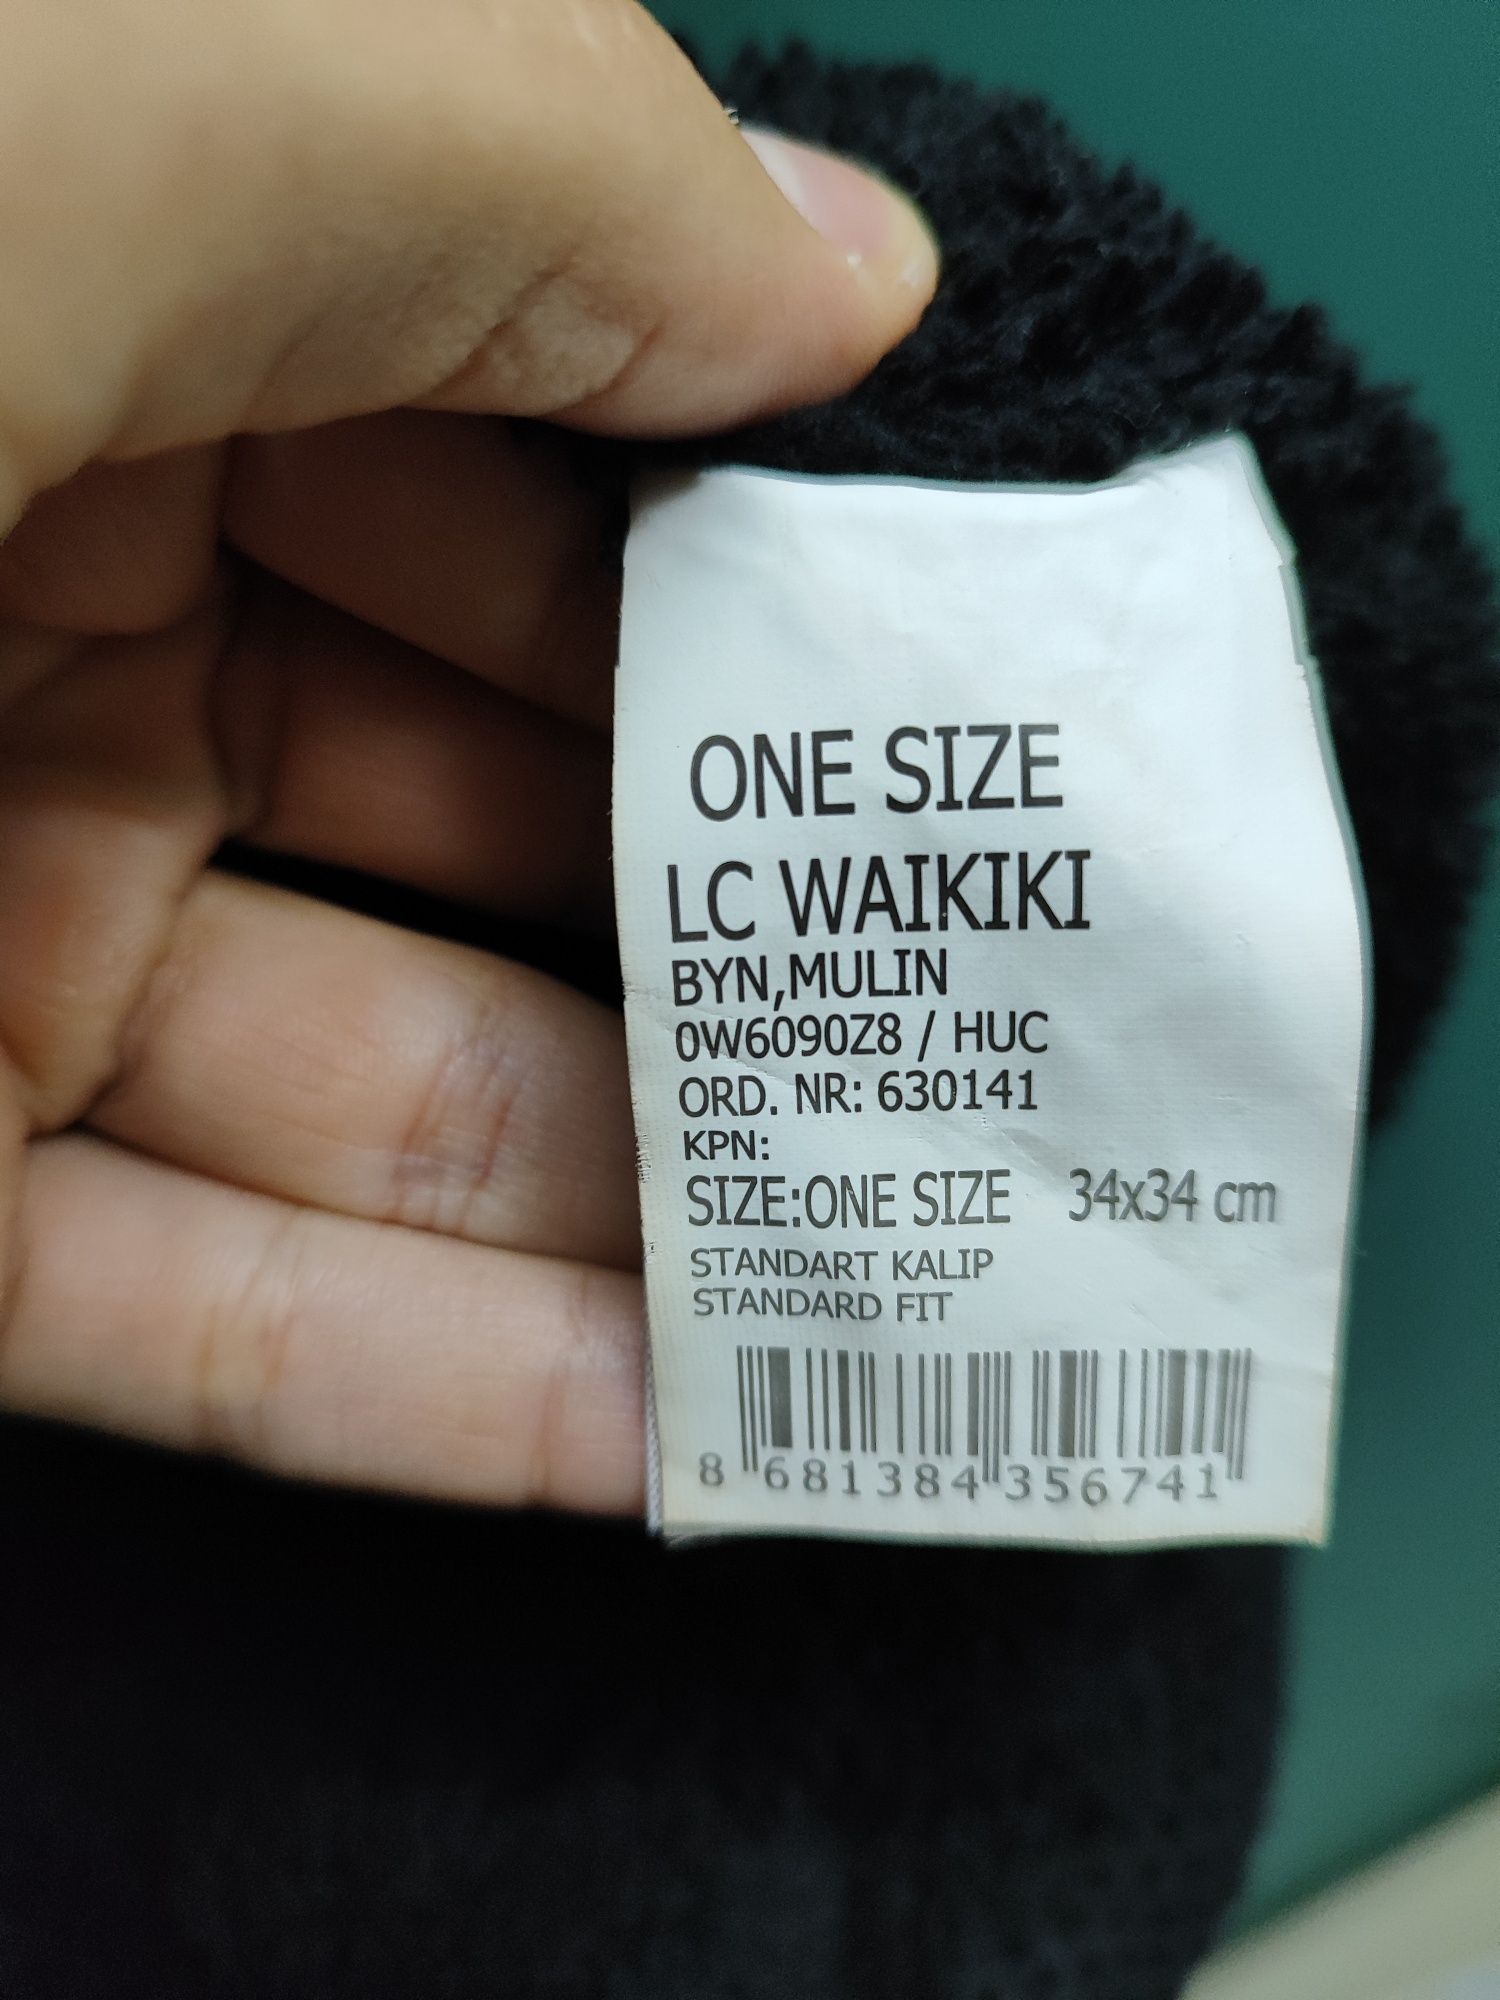 ONE SIZE
LC WAIKIKI
BYN,MULIN
0W6090Z8 / HUC
ORD. NR: 630141
KPN:
SIZE:ONE SIZE 34x34 cm
STANDART KALIP
STANDARD FIT
8 681384 356741